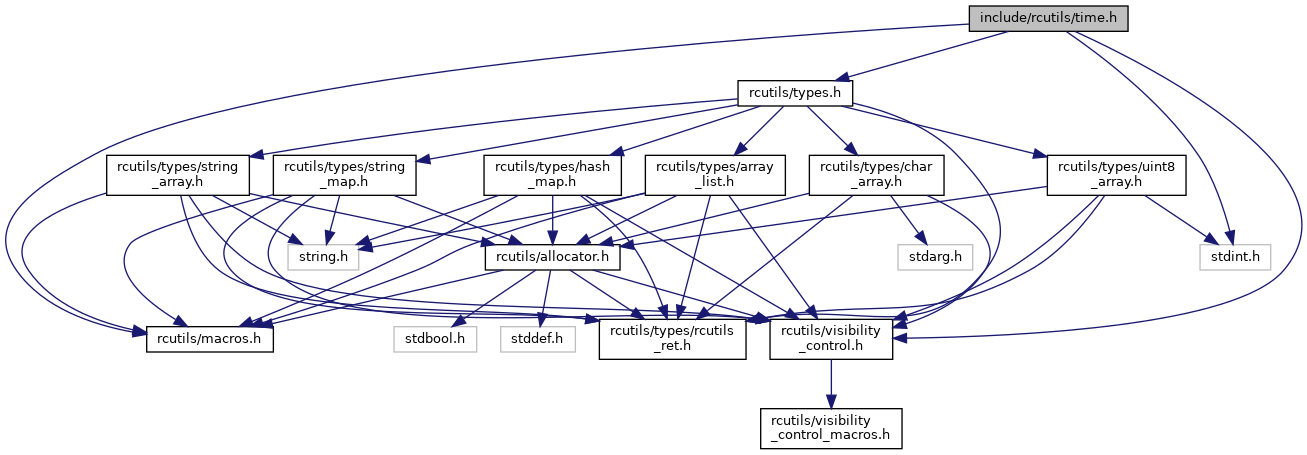 include/rcutils/time.h
rcutils/types.h
rcutils/types/string
_array.h
rcutils/types/string
_map.h
rcutils/types/hash
_map.h
rcutils/types/array
_list.h
rcutils/types/char
_array.h
rcutils/types/uint8
_array.h
string.h
rcutils/allocator.h
stdarg.h
stdint.h
rcutils/macros.h
stdbool.h
stddef.h
rcutils/types/rcutils
_ret.h
rcutils/visibility
_control.h
rcutils/visibility
_control_macros.h